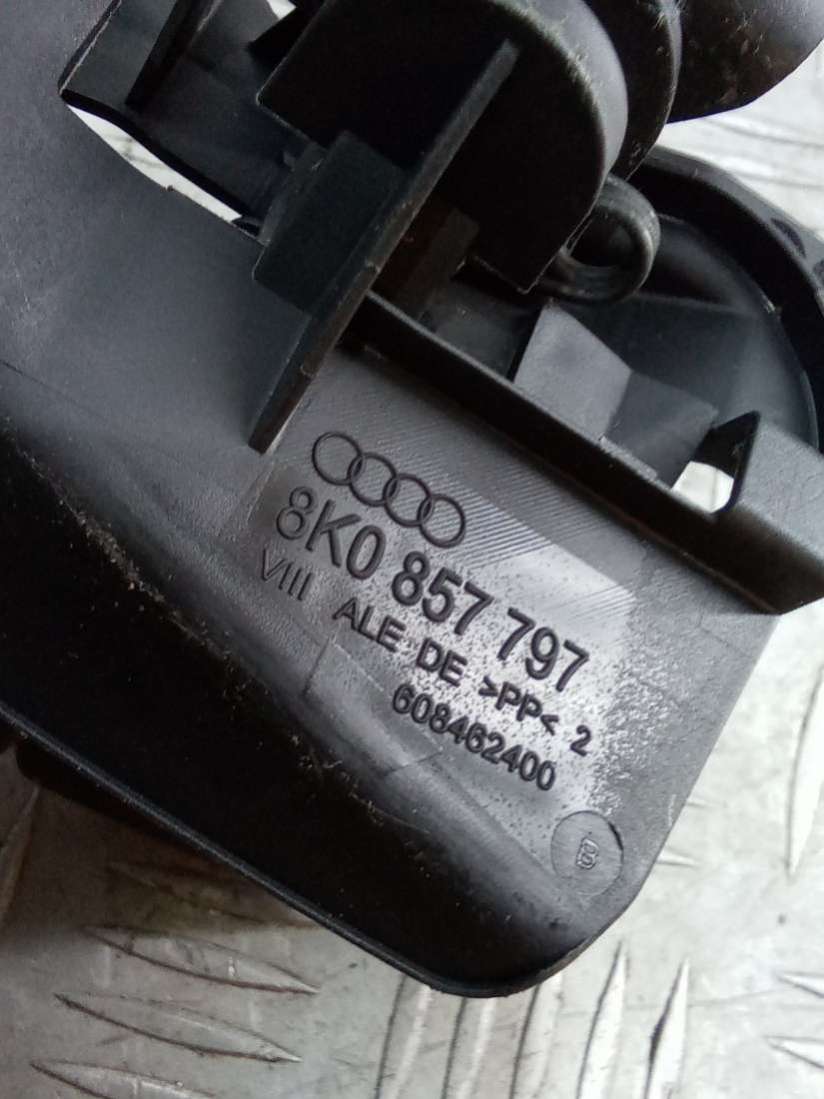 8K0 857 797
VIII ALE DE >PP< 2
608462400